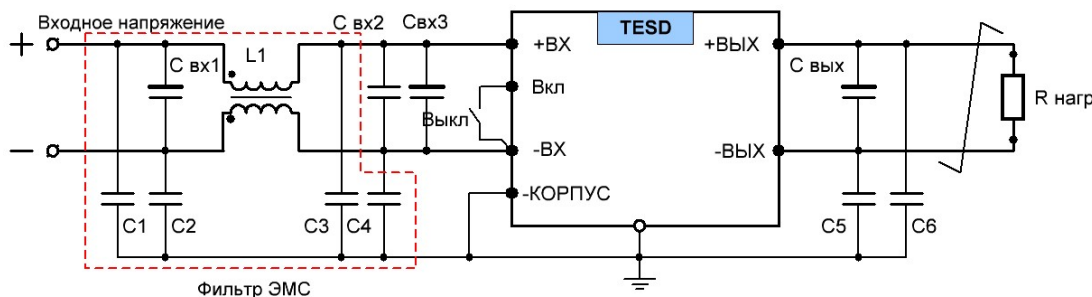 Входное напряжение
+
−
C вх1
L1
C вх2
Cвх3
Вкл
Выкл
TESD
+ВХ
-ВХ
-КОРПУС
+ВЫХ
-ВЫХ
C вых
R нагр
C1
C2
C3
C4
C5
C6
Фильтр ЭМС